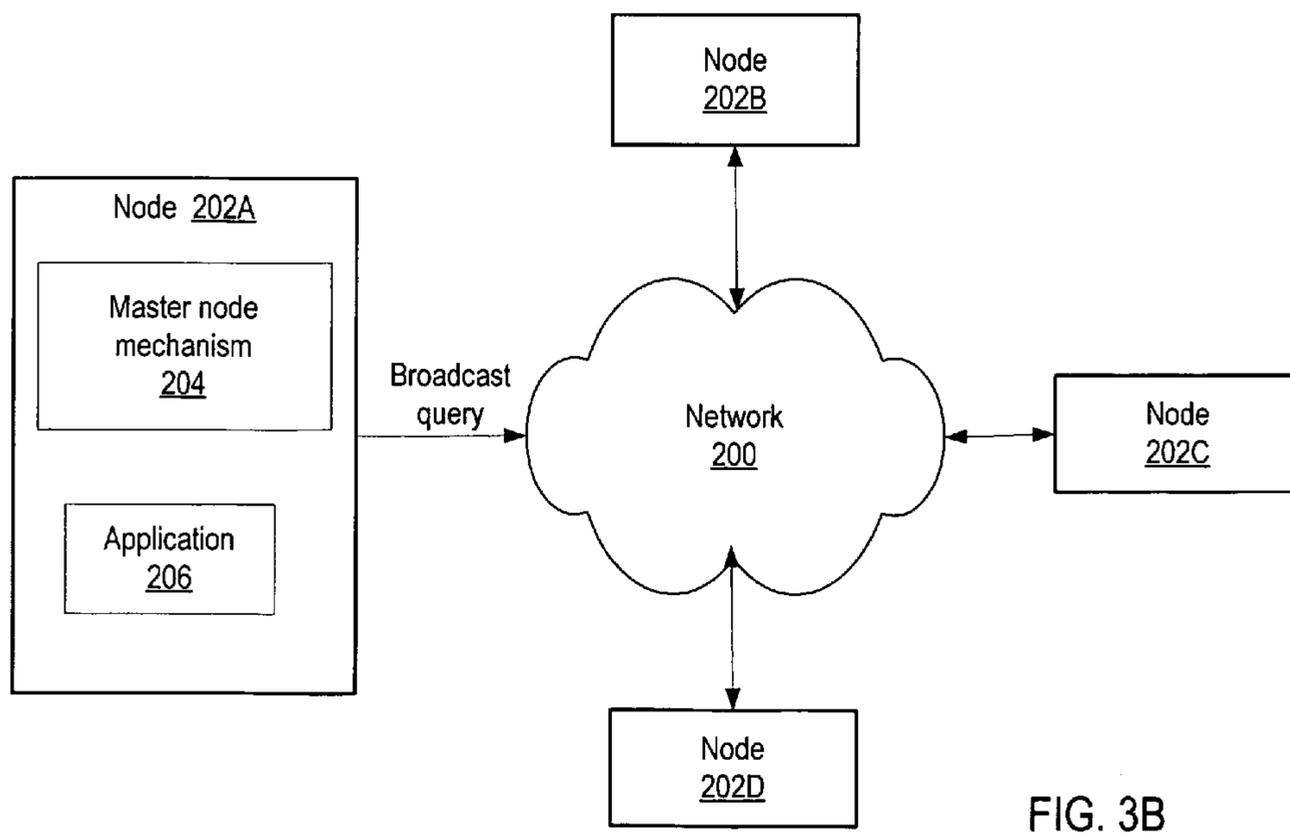 Node
202B
Node 202A
Master node
mechanism
204
Broadcast
query
Network
200
Node
202C
Application
206
Node
202D
FIG. 3B